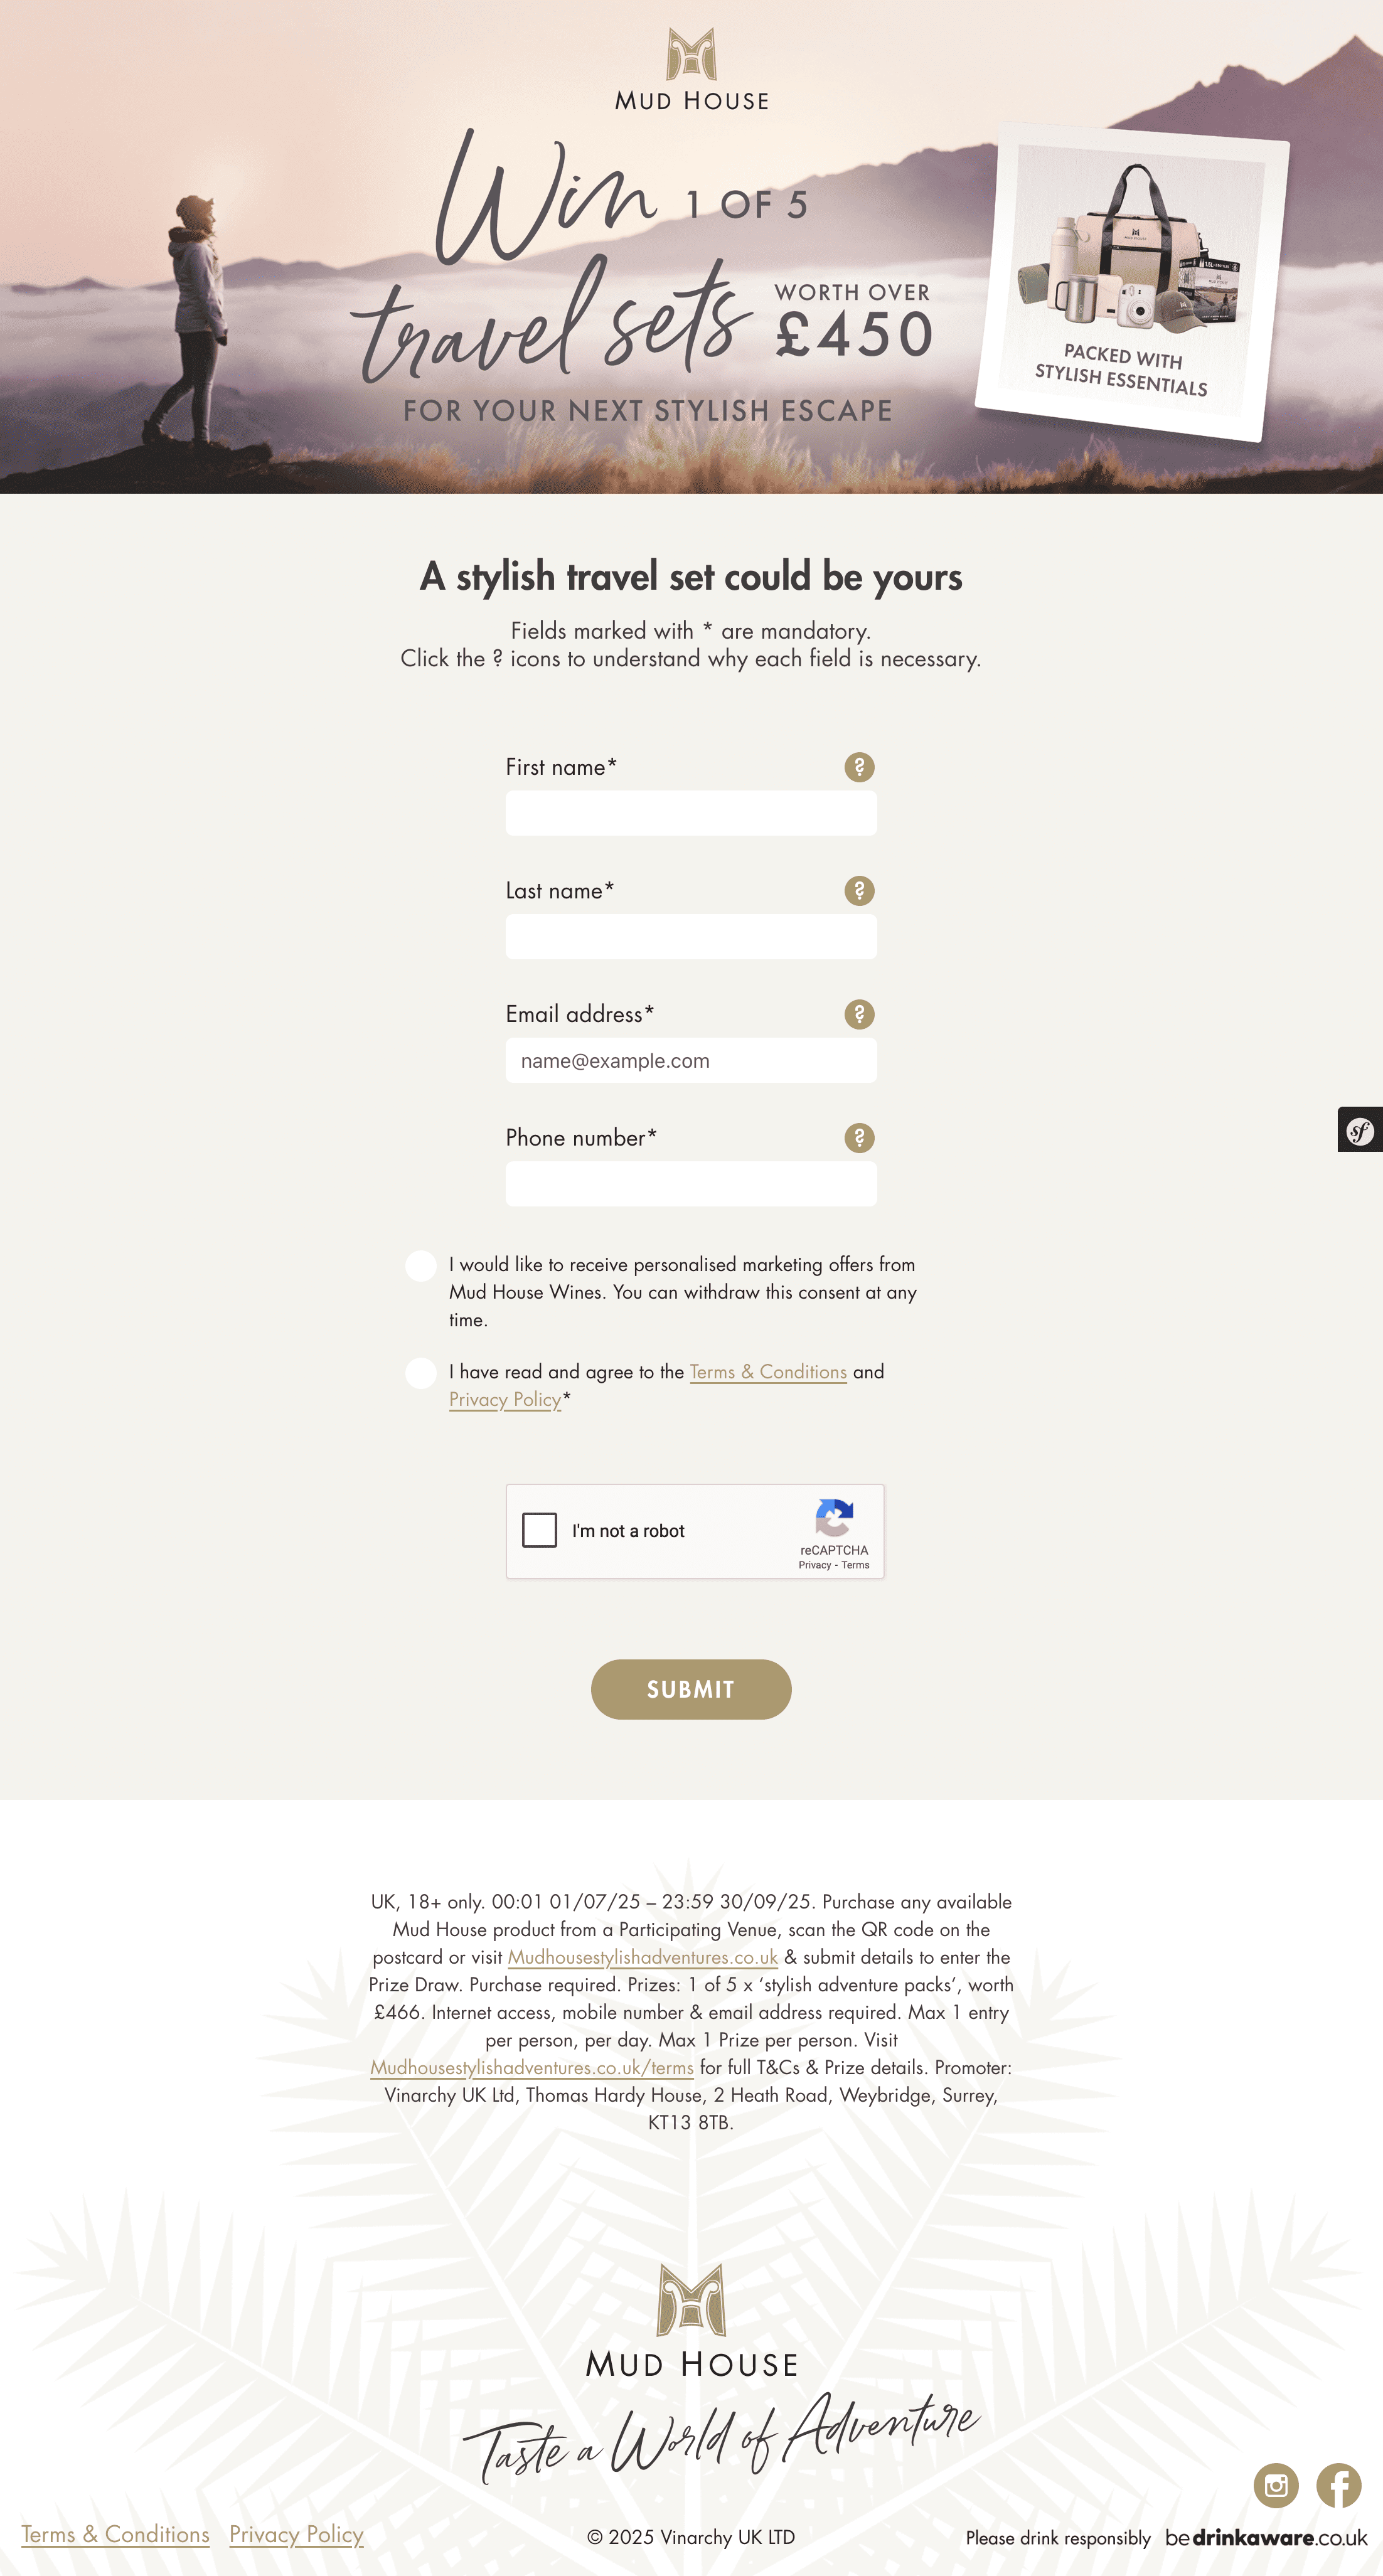 MUD HOUSE
Win 1 OF 5
travel sets WORTH OVER
£450
FOR YOUR NEXT STYLISH ESCAPE
PACKED WITH
STYLISH ESSENTIALS
A stylish travel set could be yours
Fields marked with * are mandatory.
Click the ? icons to understand why each field is necessary.
First name* ?
Last name* ?
Email address* ?
name@example.com
Phone number* ?
sf
I would like to receive personalised marketing offers from
Mud House Wines. You can withdraw this consent at any
time.
I have read and agree to the Terms & Conditions and
Privacy Policy*
I'm not a robot
reCAPTCHA
Privacy - Terms
SUBMIT
UK, 18+ only. 00:01 01/07/25 – 23:59 30/09/25. Purchase any available
Mud House product from a Participating Venue, scan the QR code on the
postcard or visit Mudhousestylishadventures.co.uk & submit details to enter the
Prize Draw. Purchase required. Prizes: 1 of 5 x ‘stylish adventure packs’, worth
£466. Internet access, mobile number & email address required. Max 1 entry
per person, per day. Max 1 Prize per person. Visit
Mudhousestylishadventures.co.uk/terms for full T&Cs & Prize details. Promoter:
Vinarchy UK Ltd, Thomas Hardy House, 2 Heath Road, Weybridge, Surrey,
KT13 8TB.
MUD HOUSE
Taste a World of Adventure
Terms & Conditions Privacy Policy
© 2025 Vinarchy UK LTD
Please drink responsibly bedrinkaware.co.uk